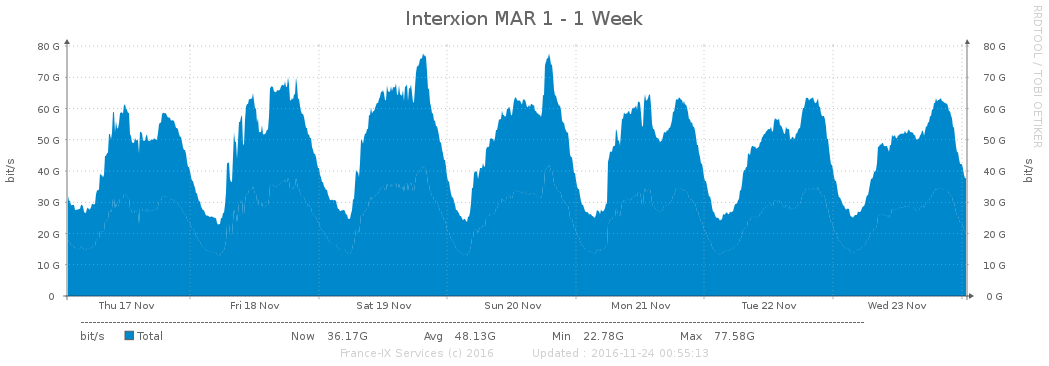 Interxion MAR 1 - 1 Week
RRDTOOL / TOBI OETIKER
bit/s
80 G
70 G
60 G
50 G
40 G
30 G
20 G
10 G
0
80 G
70 G
60 G
50 G
40 G
30 G
20 G
10 G
0 G
bit/s
Thu 17 Nov Fri 18 Nov Sat 19 Nov Sun 20 Nov Mon 21 Nov Tue 22 Nov Wed 23 Nov
bit/s Total Now 36.17G Avg 48.13G Min 22.78G Max 77.58G
France-IX Services (c) 2016 Updated : 2016-11-24 00:55:13